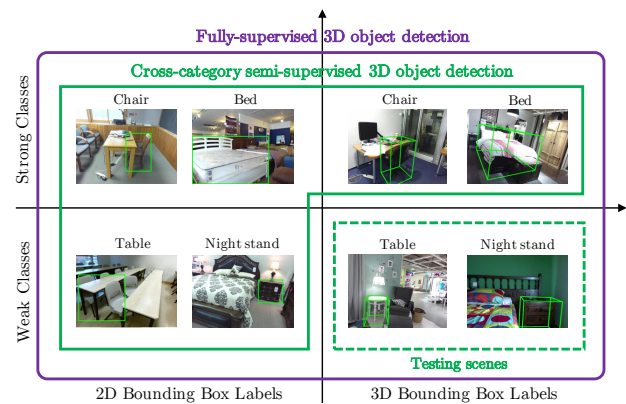 Fully-supervised 3D object detection
Cross-category semi-supervised 3D object detection
Strong Classes
Chair
Bed
Chair
Bed
Weak Classes
Table
Night stand
Table
Night stand
Testing scenes
2D Bounding Box Labels
3D Bounding Box Labels